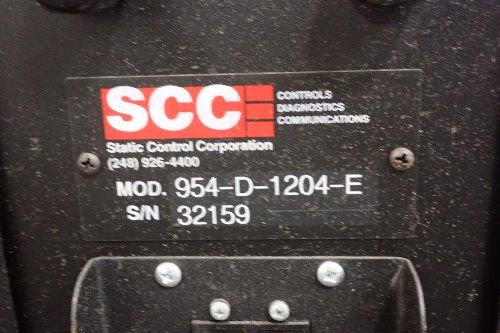 SCC
CONTROLS
DIAGNOSTICS
COMMUNICATIONS
Static Control Corporation
(248) 926-4400
MOD. 954-D-1204-E
S/N 32159